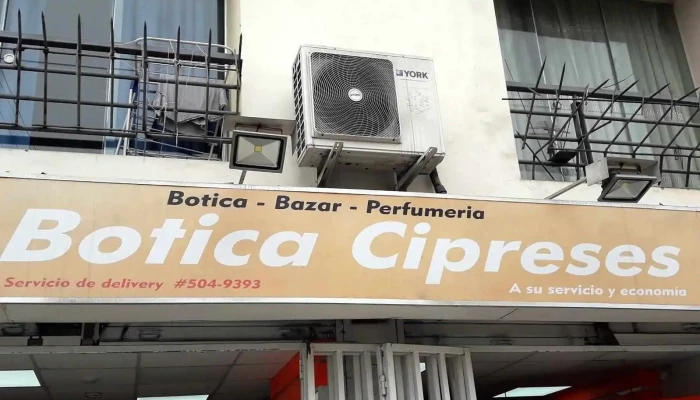 YORK
Botica - Bazar - Perfumeria
Botica Cipreses
Servicio de delivery #504-9393
A su servicio y economía